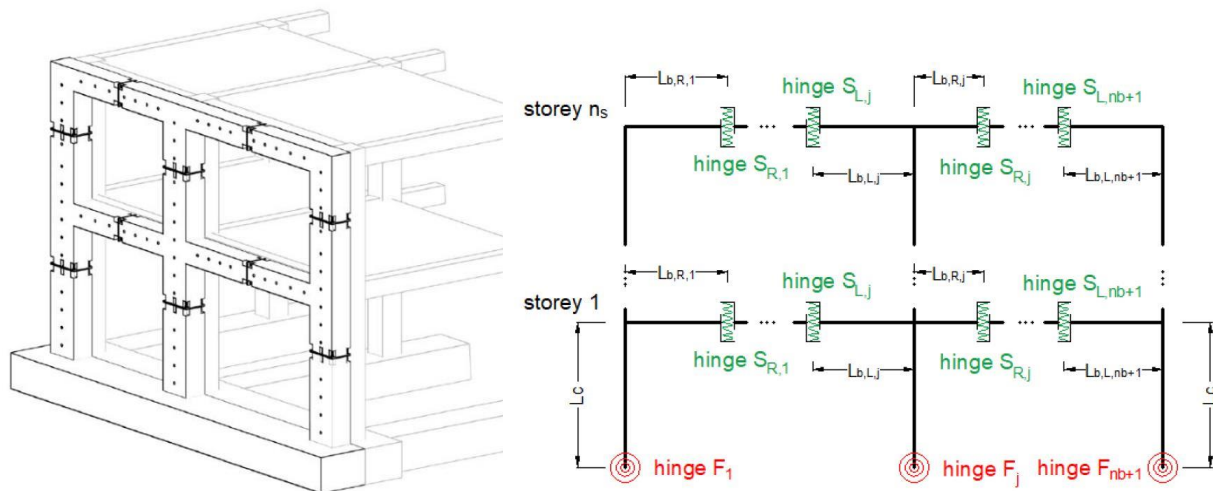 L_b,R,1
hinge S_L,j
L_b,R,j
hinge S_L,nb+1
storey n_s
...
...
hinge S_R,1
L_b,L,j
hinge S_R,j
L_b,L,nb+1
L_b,R,1
hinge S_L,j
L_b,R,j
hinge S_L,nb+1
storey 1
...
...
hinge S_R,1
L_b,L,j
hinge S_R,j
L_b,L,nb+1
Lc
Lc
hinge F_1
hinge F_j
hinge F_nb+1